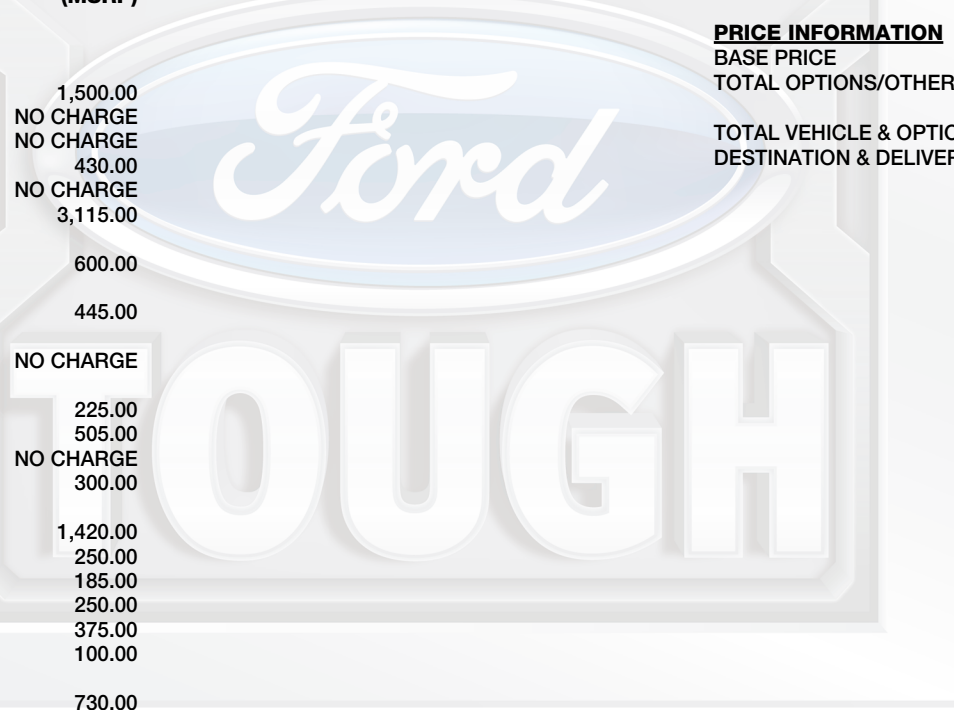 (MSRP)
1,500.00
NO CHARGE
NO CHARGE
430.00
NO CHARGE
3,115.00
600.00
445.00
NO CHARGE
225.00
505.00
NO CHARGE
300.00
1,420.00
250.00
185.00
250.00
375.00
100.00
730.00
PRICE INFORMATION
BASE PRICE
TOTAL OPTIONS/OTHER
TOTAL VEHICLE & OPTIO
DESTINATION & DELIVER
Ford
TOUGH